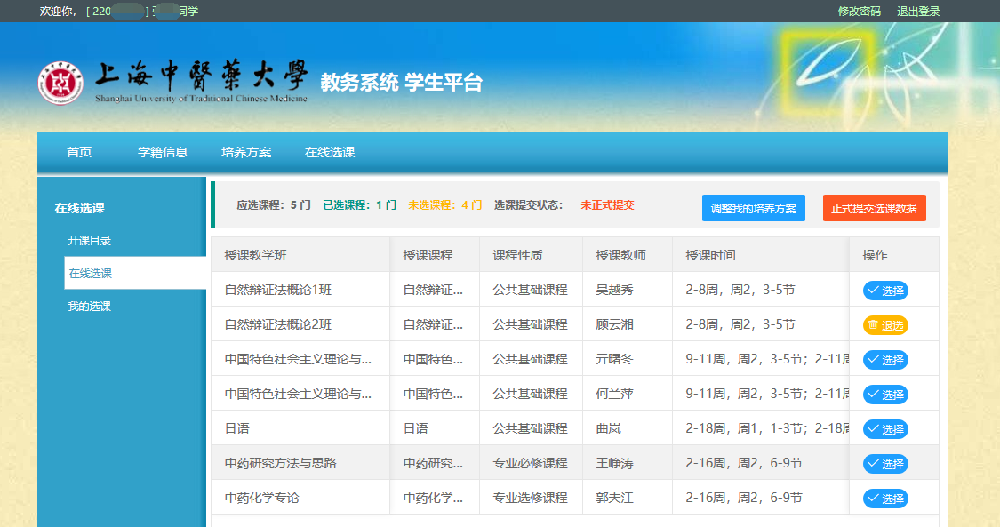 欢迎你， [ 220 ] 同学 修改密码 退出登录
上海中醫藥大學 教务系统 学生平台
Shanghai University of Traditional Chinese Medicine
首页 学籍信息 培养方案 在线选课
在线选课
开课目录
在线选课
我的选课
应选课程：5 门 已选课程：1 门 未选课程：4 门 选课提交状态： 未正式提交 调整我的培养方案 正式提交选课数据
授课教学班 授课课程 课程性质 授课教师 授课时间 操作
自然辩证法概论1班 自然辩证... 公共基础课程 吴越秀 2-8周，周2，3-5节 选择
自然辩证法概论2班 自然辩证... 公共基础课程 顾云湘 2-8周，周2，3-5节 退选
中国特色社会主义理论与... 中国特色... 公共基础课程 亓曙冬 9-11周，周2，3-5节；2-11周 选择
中国特色社会主义理论与... 中国特色... 公共基础课程 何兰萍 9-11周，周2，3-5节；2-11周 选择
日语 日语 公共基础课程 曲岚 2-18周，周1，1-3节；2-18周 选择
中药研究方法与思路 中药研究... 专业必修课程 王峥涛 2-16周，周2，6-9节 选择
中药化学专论 中药化学... 专业选修课程 郭夫江 2-16周，周2，6-9节 选择